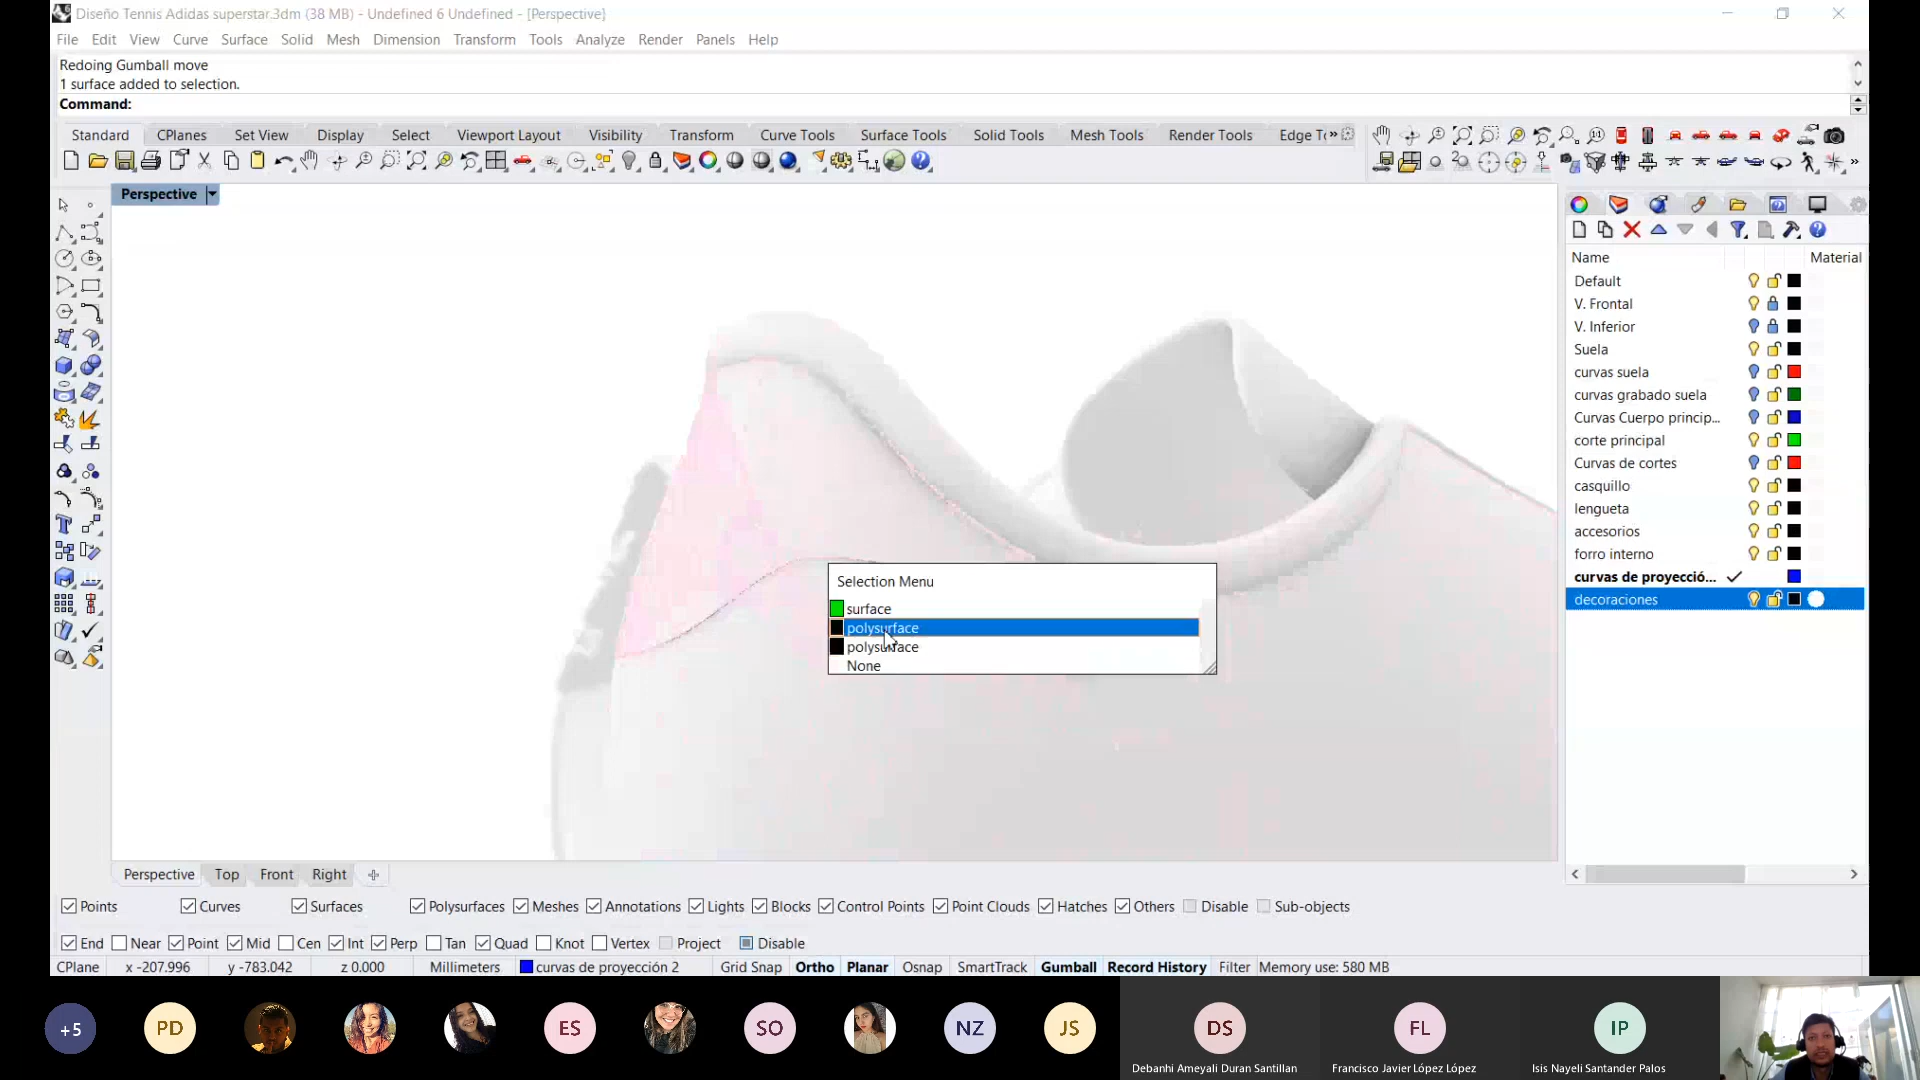 Diseño Tennis Adidas superstar.3dm (38 MB) - Undefined 6 Undefined - [Perspective]
File Edit View Curve Surface Solid Mesh Dimension Transform Tools Analyze Render Panels Help
Redoing Gumball move
1 surface added to selection.
Command:
Standard CPlanes Set View Display Select Viewport Layout Visibility Transform Curve Tools Surface Tools Solid Tools Mesh Tools Render Tools Edge To
Perspective
Name Material
Default
V. Frontal
V. Inferior
Suela
curvas suela
curvas grabado suela
Curvas Cuerpo princip...
corte principal
Curvas de cortes
casquillo
lengueta
accesorios
forro interno
curvas de proyecció...
decoraciones
Selection Menu
surface
polysurface
polysurface
None
Perspective Top Front Right
Points Curves Surfaces Polysurfaces Meshes Annotations Lights Blocks Control Points Point Clouds Hatches Others Disable Sub-objects
End Near Point Mid Cen Int Perp Tan Quad Knot Vertex Project Disable
CPlane x -207.996 y -783.042 z 0.000 Millimeters curvas de proyección 2 Grid Snap Ortho Planar Osnap SmartTrack Gumball Record History Filter Memory use: 580 MB
+5 PD ES SO NZ JS DS FL IP
Debanhi Ameyali Duran Santillan Francisco Javier López López Isis Nayeli Santander Palos